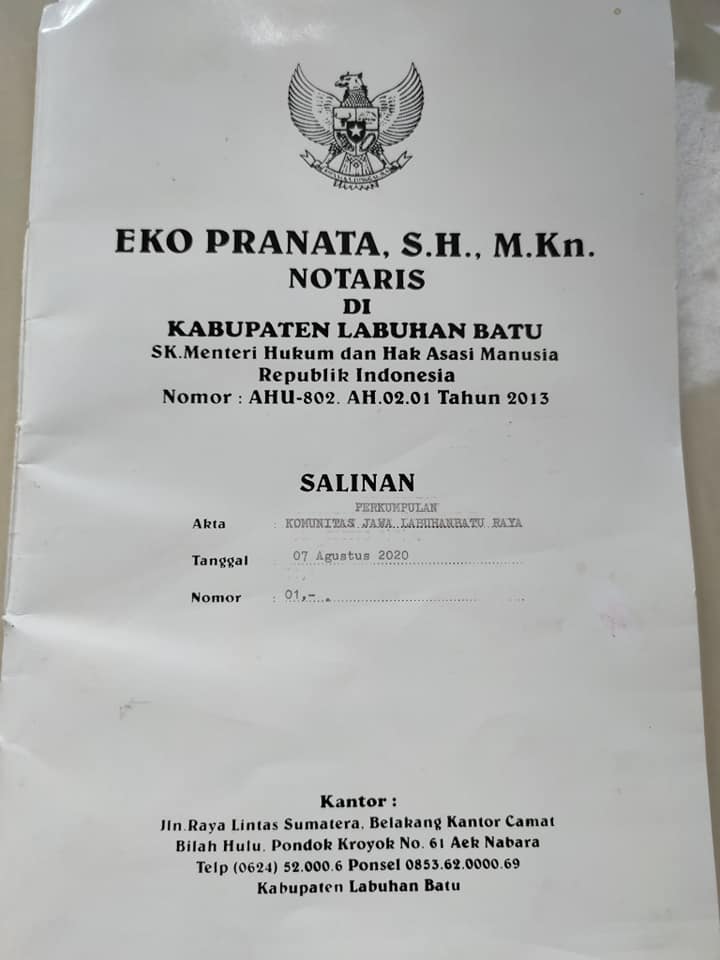 EKO PRANATA, S.H., M.Kn.
NOTARIS
DI
KABUPATEN LABUHAN BATU
SK.Menteri Hukum dan Hak Asasi Manusia
Republik Indonesia
Nomor : AHU-802. AH.02.01 Tahun 2013
SALINAN
PERKUMPULAN
Akta : KOMUNITAS JAWA LABUHANBATU RAYA
Tanggal : 07 Agustus 2020
Nomor : 01,-
Kantor :
Jln.Raya Lintas Sumatera, Belakang Kantor Camat
Bilah Hulu, Pondok Kroyok No. 61 Aek Nabara
Telp (0624) 52.000.6 Ponsel 0853.62.0000.69
Kabupaten Labuhan Batu